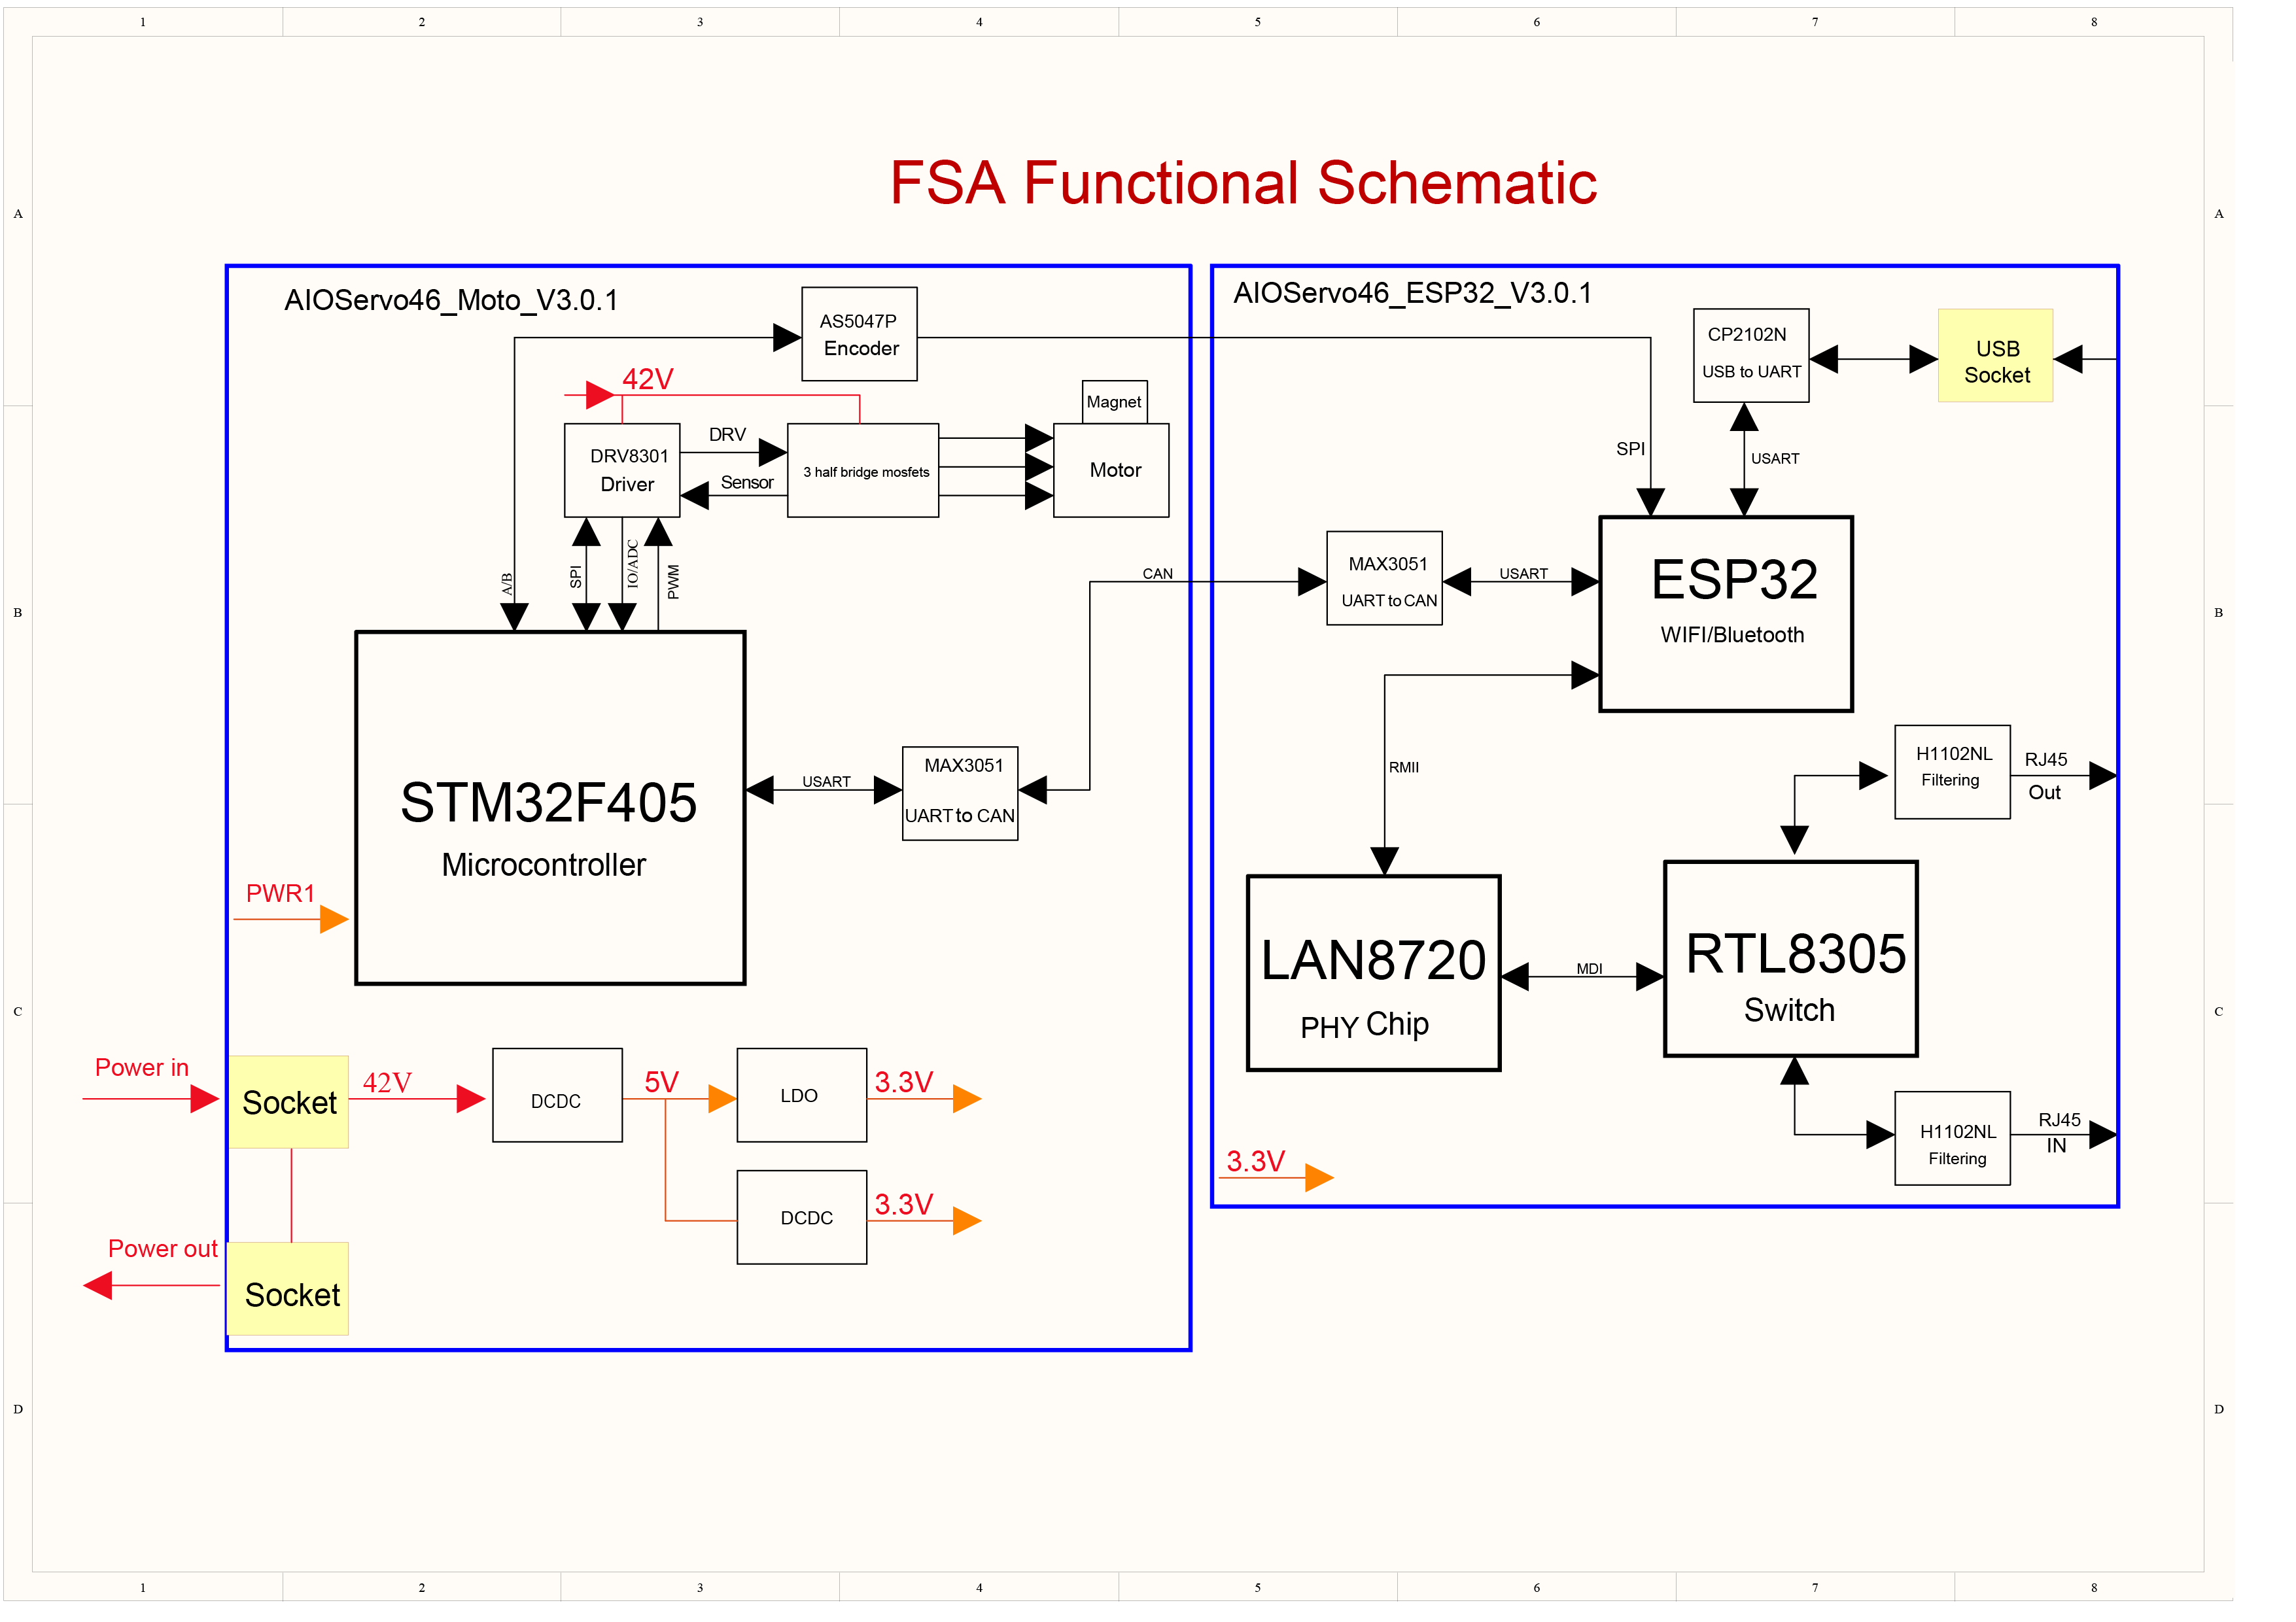 1 2 3 4 5 6 7 8
A A
B B
C C
D D
FSA Functional Schematic
AIOServo46_Moto_V3.0.1
AS5047P
Encoder
42V
DRV8301
Driver
DRV
Sensor
3 half bridge mosfets
Magnet
Motor
A/B
SPI
IO/ADC
PWM
STM32F405
Microcontroller
USART
MAX3051
UART to CAN
CAN
PWR1
Power in
Socket
42V
DCDC
5V
LDO
3.3V
DCDC
3.3V
Power out
Socket
AIOServo46_ESP32_V3.0.1
CP2102N
USB to UART
USB
Socket
SPI
USART
MAX3051
UART to CAN
USART
ESP32
WIFI/Bluetooth
RMII
H1102NL
Filtering
RJ45
Out
LAN8720
PHY Chip
MDI
RTL8305
Switch
H1102NL
Filtering
RJ45
IN
3.3V
1 2 3 4 5 6 7 8